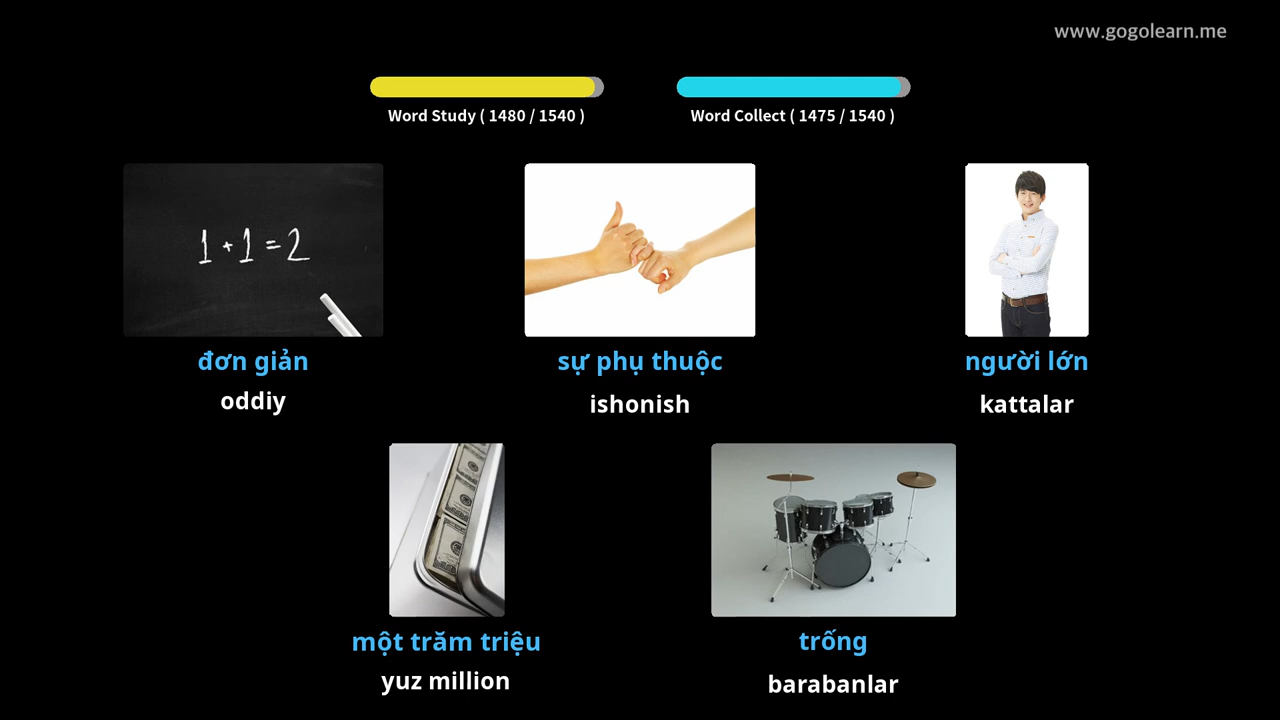 www.gogolearn.me
Word Study ( 1480 / 1540 )
Word Collect ( 1475 / 1540 )
1 + 1 = 2
đơn giản
sự phụ thuộc
người lớn
oddiy
ishonish
kattalar
một trăm triệu
trống
yuz million
barabanlar